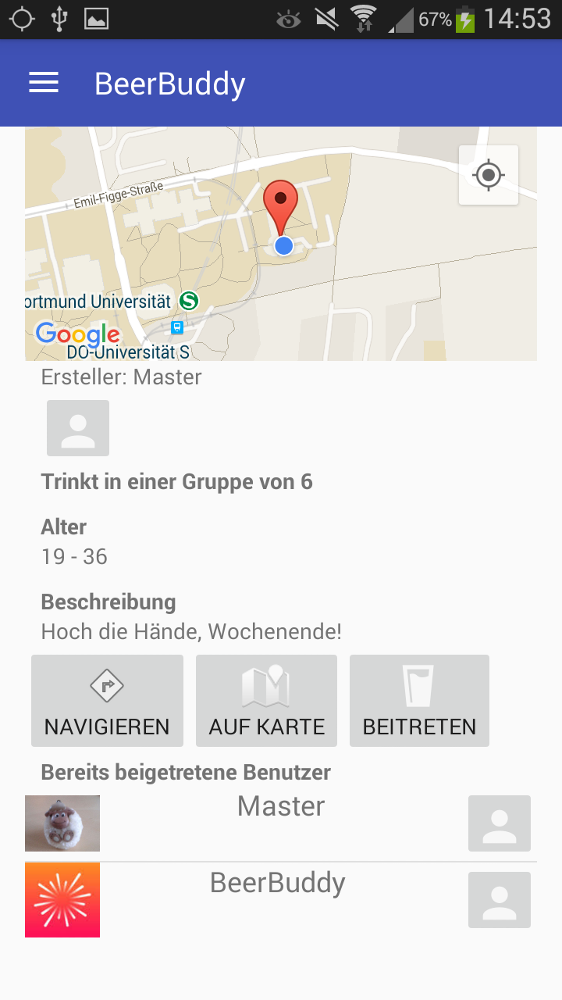 67% 14:53
BeerBuddy
Emil-Figge-Straße
ortmund Universität S
Google
DO-Universität S
Ersteller: Master
Trinkt in einer Gruppe von 6
Alter
19 - 36
Beschreibung
Hoch die Hände, Wochenende!
NAVIGIEREN AUF KARTE BEITRETEN
Bereits beigetretene Benutzer
Master
BeerBuddy